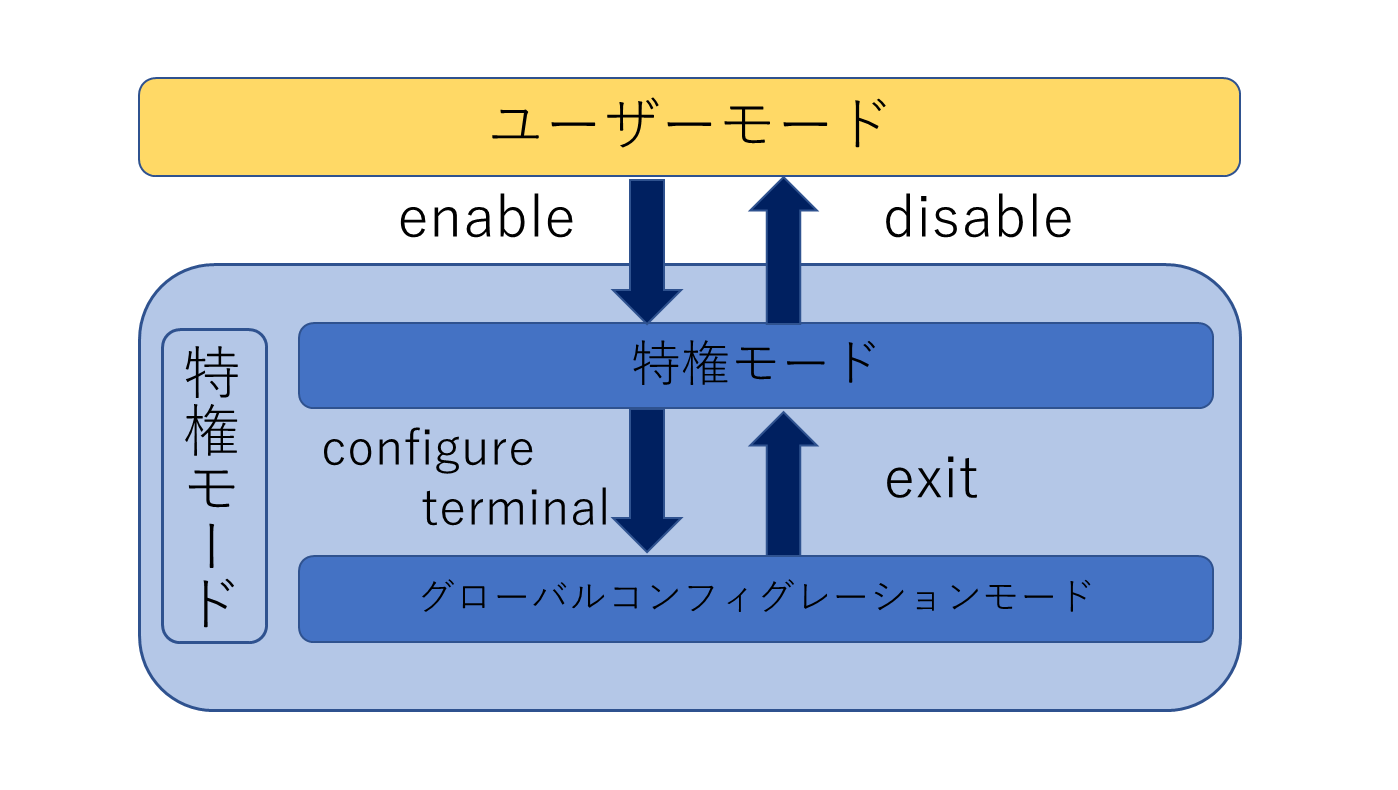 ユーザーモード
enable
disable
特権モード
特権モード
configure
terminal
exit
グローバルコンフィグレーションモード